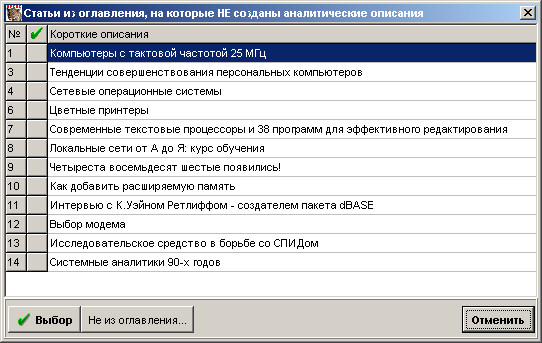 Статьи из оглавления, на которые НЕ созданы аналитические описания
№ Короткие описания
1 Компьютеры с тактовой частотой 25 МГц
3 Тенденции совершенствования персональных компьютеров
4 Сетевые операционные системы
6 Цветные принтеры
7 Современные текстовые процессоры и 38 программ для эффективного редактирования
8 Локальные сети от А до Я: курс обучения
9 Четыреста восемьдесят шестые появились!
10 Как добавить расширяемую память
11 Интервью с К.Уэйном Ретлиффом - создателем пакета dBASE
12 Выбор модема
13 Исследовательское средство в борьбе со СПИДом
14 Системные аналитики 90-х годов
Выбор Не из оглавления... Отменить